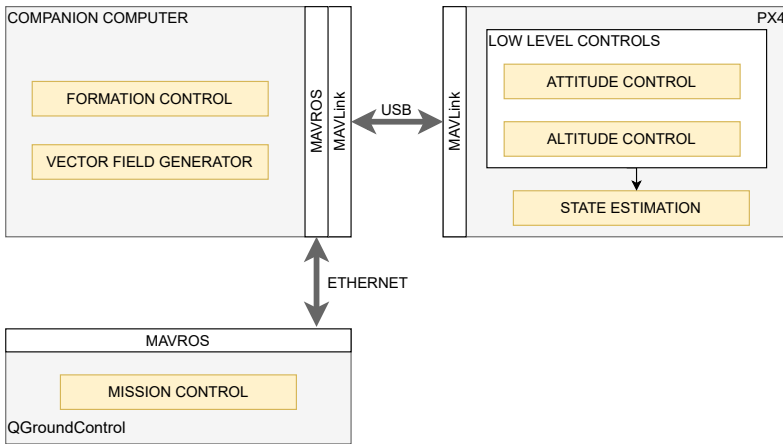 COMPANION COMPUTER
FORMATION CONTROL
VECTOR FIELD GENERATOR
MAVROS
MAVLink
USB
MAVLink
PX4
LOW LEVEL CONTROLS
ATTITUDE CONTROL
ALTITUDE CONTROL
STATE ESTIMATION
ETHERNET
MAVROS
MISSION CONTROL
QGroundControl